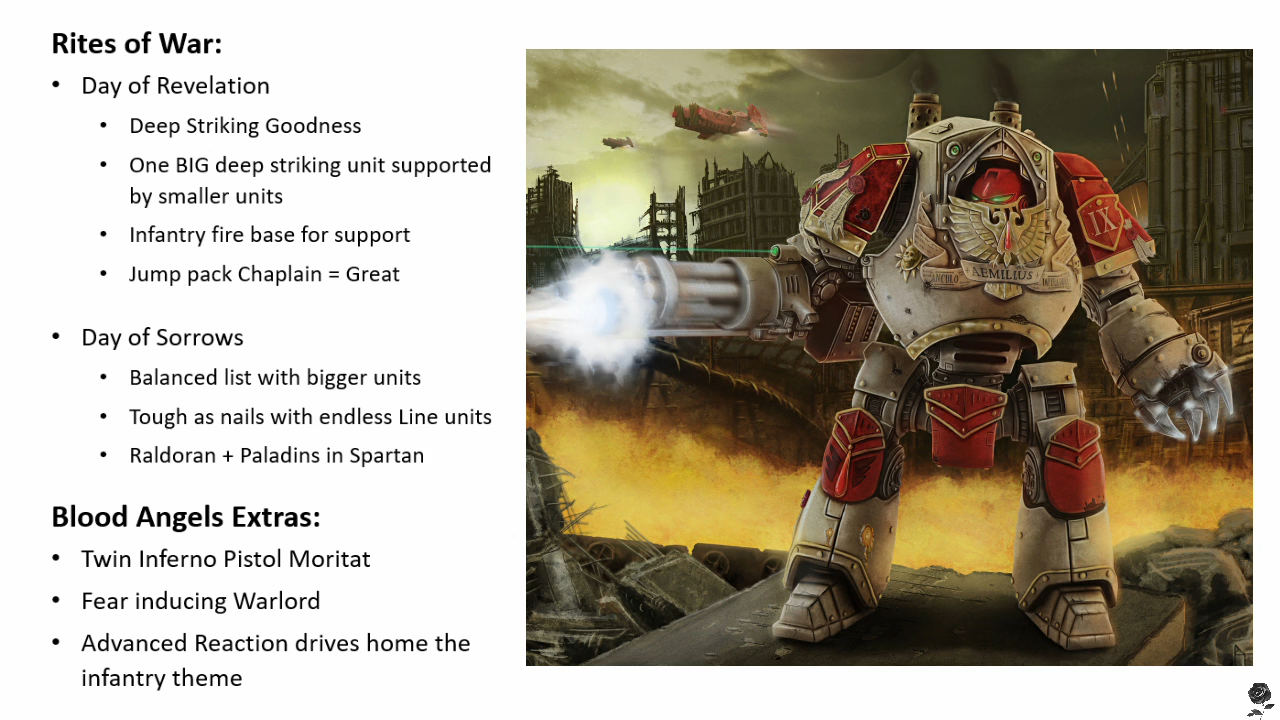 Rites of War:
• Day of Revelation
• Deep Striking Goodness
• One BIG deep striking unit supported
by smaller units
• Infantry fire base for support
• Jump pack Chaplain = Great
• Day of Sorrows
• Balanced list with bigger units
• Tough as nails with endless Line units
• Raldoran + Paladins in Spartan
Blood Angels Extras:
• Twin Inferno Pistol Moritat
• Fear inducing Warlord
• Advanced Reaction drives home the
infantry theme
IX
AEMILIUS